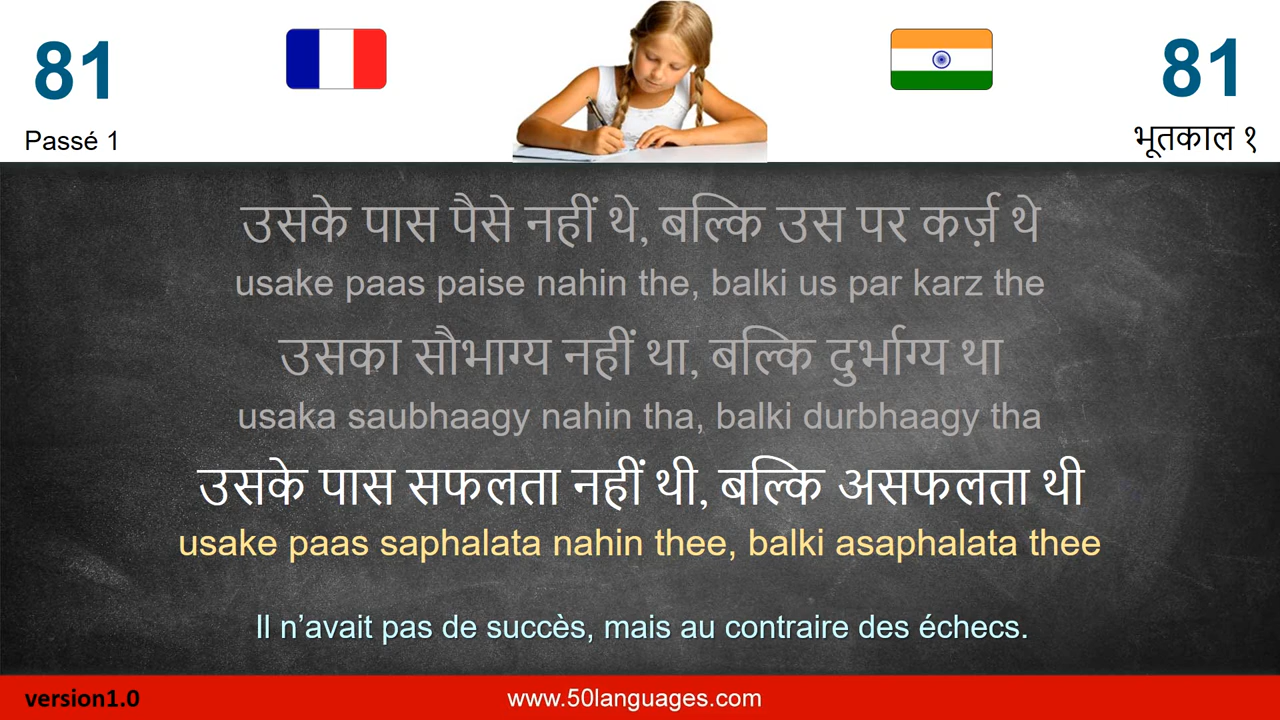 81
Passé 1
81
भूतकाल १
उसके पास पैसे नहीं थे, बल्कि उस पर कर्ज़ थे
usake paas paise nahin the, balki us par karz the
उसका सौभाग्य नहीं था, बल्कि दुर्भाग्य था
usaka saubhaagy nahin tha, balki durbhaagy tha
उसके पास सफलता नहीं थी, बल्कि असफलता थी
usake paas saphalata nahin thee, balki asaphalata thee
Il n’avait pas de succès, mais au contraire des échecs.
version1.0
www.50languages.com